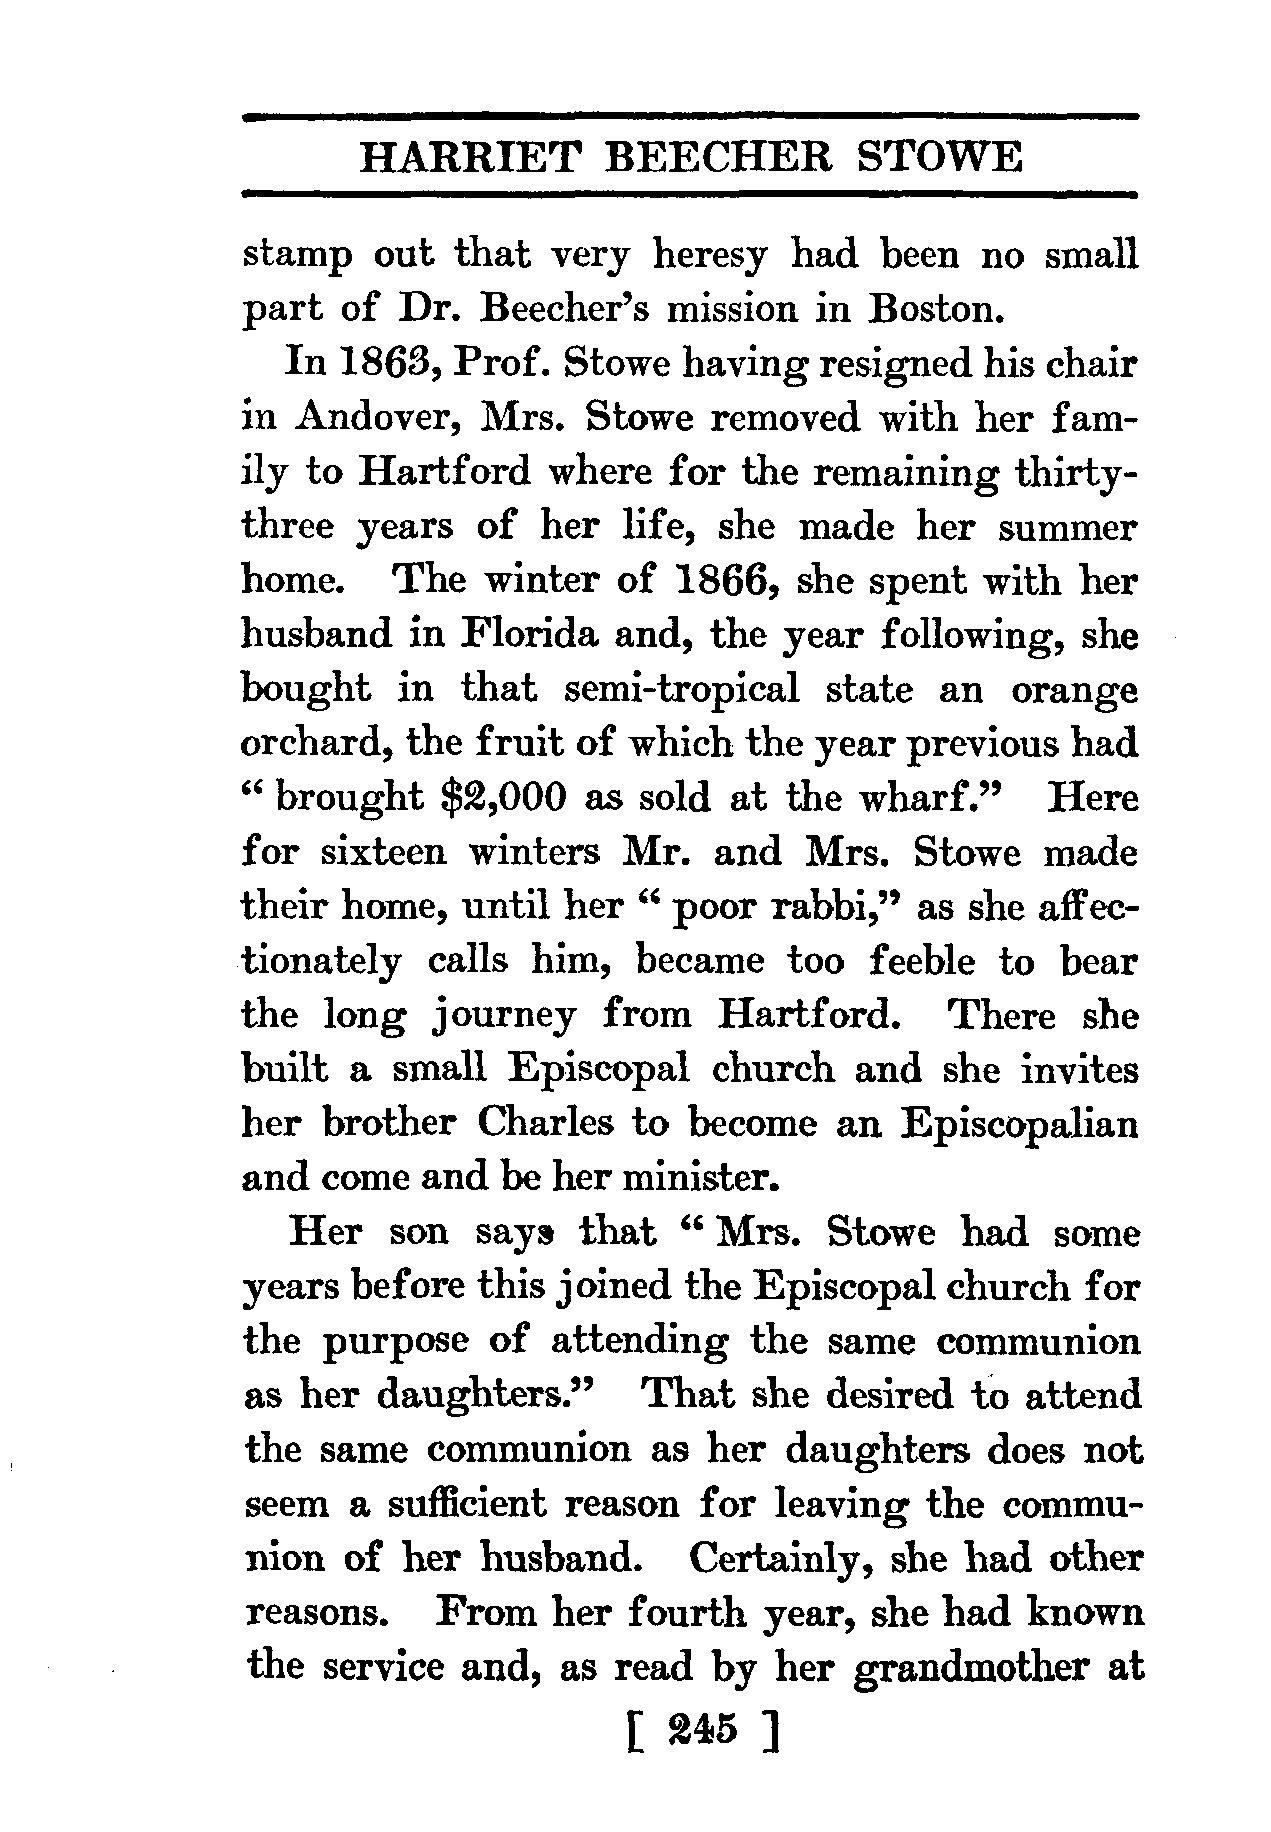 HARRIET BEECHER STOWE
stamp out that very heresy had been no small
part of Dr. Beecher's mission in Boston.
In 1863, Prof. Stowe having resigned his chair
in Andover, Mrs. Stowe removed with her fam-
ily to Hartford where for the remaining thirty-
three years of her life, she made her summer
home. The winter of 1866, she spent with her
husband in Florida and, the year following, she
bought in that semi-tropical state an orange
orchard, the fruit of which the year previous had
“ brought $2,000 as sold at the wharf.” Here
for sixteen winters Mr. and Mrs. Stowe made
their home, until her “ poor rabbi,” as she affec-
tionately calls him, became too feeble to bear
the long journey from Hartford. There she
built a small Episcopal church and she invites
her brother Charles to become an Episcopalian
and come and be her minister.
Her son says that “ Mrs. Stowe had some
years before this joined the Episcopal church for
the purpose of attending the same communion
as her daughters.” That she desired to attend
the same communion as her daughters does not
seem a sufficient reason for leaving the commu-
nion of her husband. Certainly, she had other
reasons. From her fourth year, she had known
the service and, as read by her grandmother at
[ 245 ]